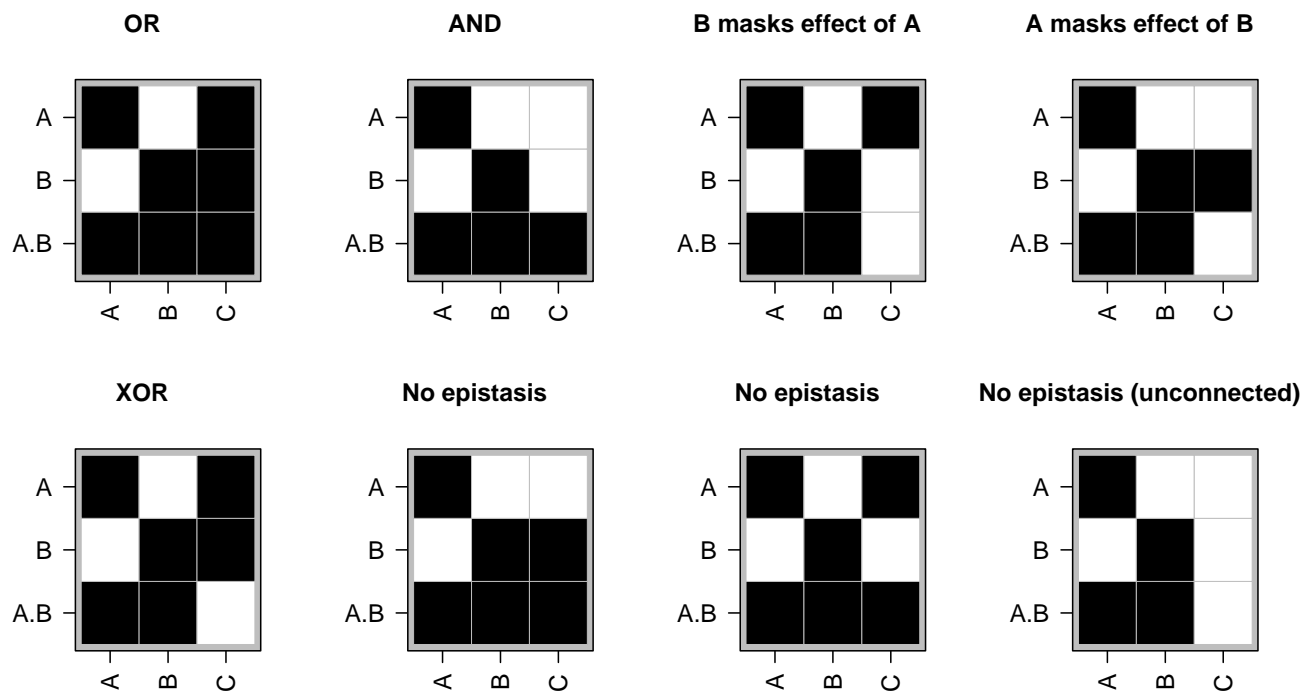 OR
A
B
A.B
A
B
C
AND
A
B
A.B
A
B
C
B masks effect of A
A
B
A.B
A
B
C
A masks effect of B
A
B
A.B
A
B
C
XOR
A
B
A.B
A
B
C
No epistasis
A
B
A.B
A
B
C
No epistasis
A
B
A.B
A
B
C
No epistasis (unconnected)
A
B
A.B
A
B
C